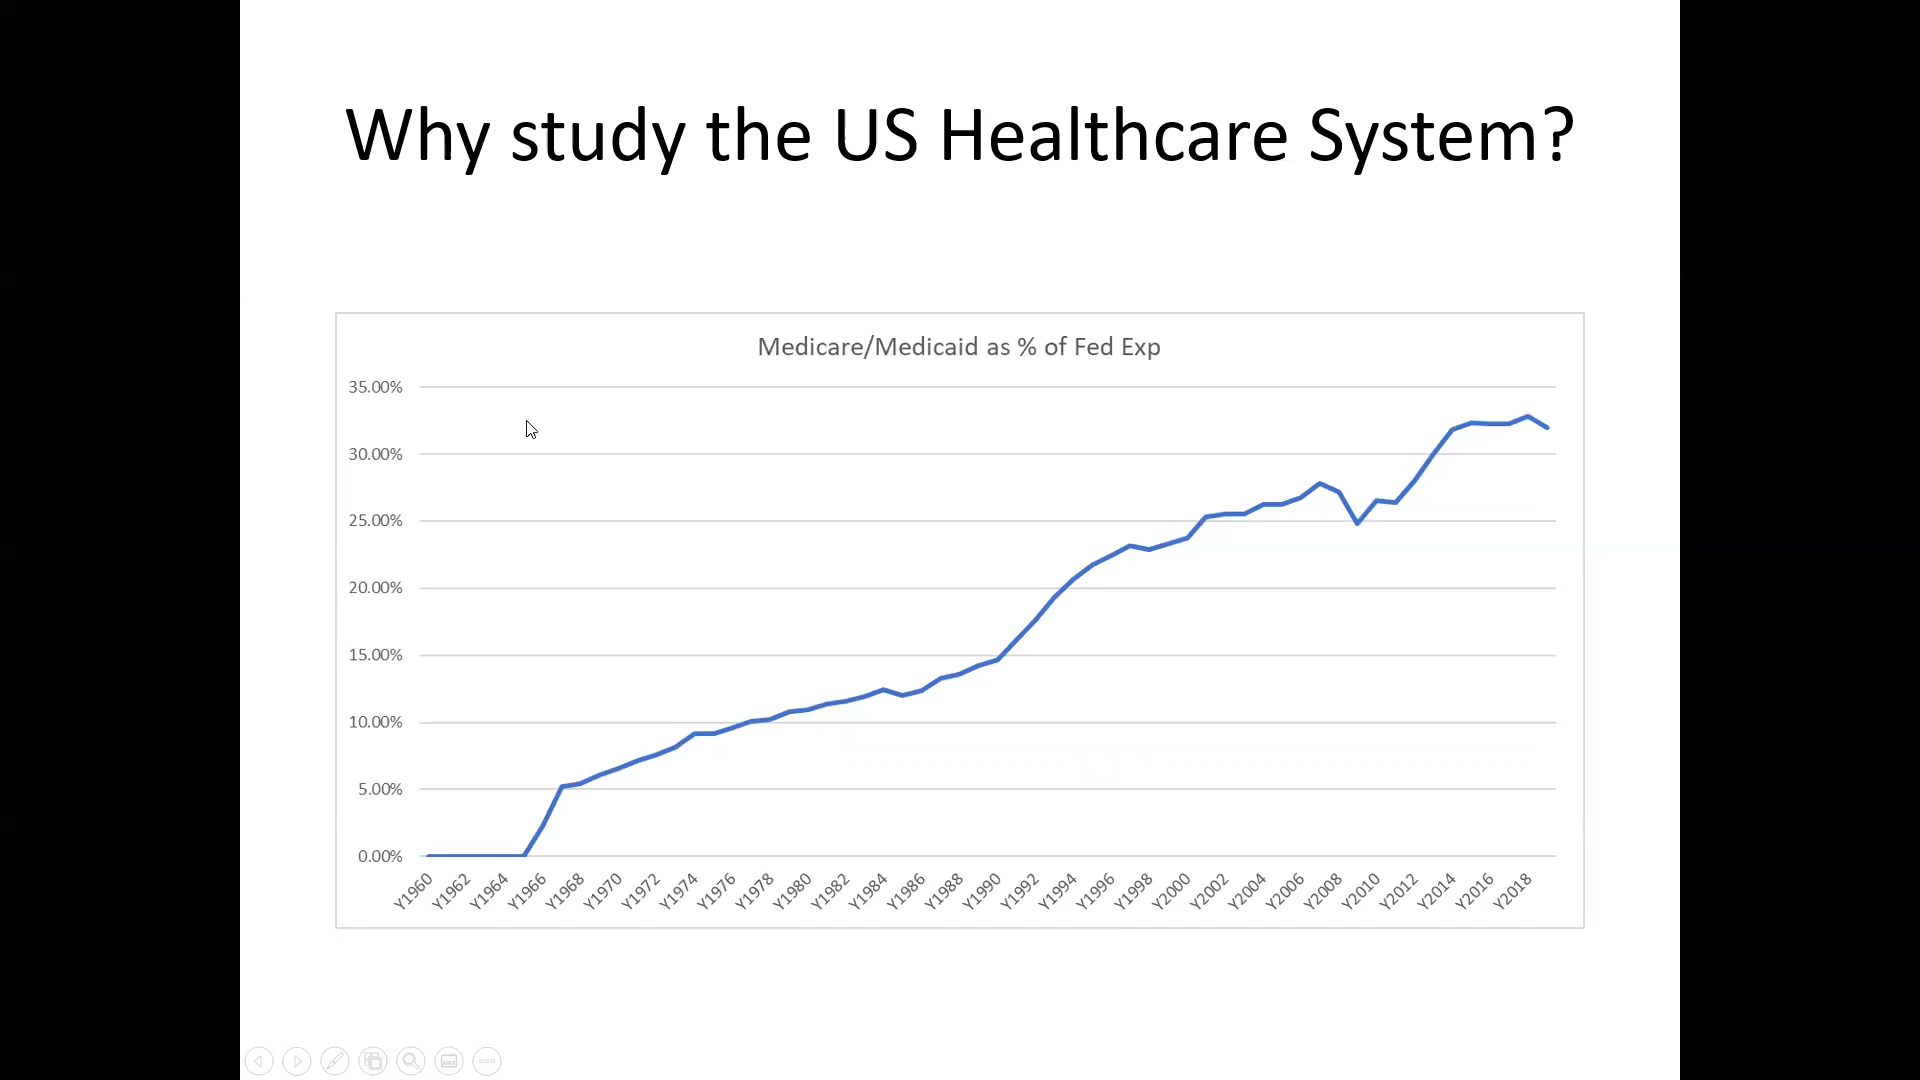 Why study the US Healthcare System?
Medicare/Medicaid as % of Fed Exp
35.00%
30.00%
25.00%
20.00%
15.00%
10.00%
5.00%
0.00%
Y1960 Y1962 Y1964 Y1966 Y1968 Y1970 Y1972 Y1974 Y1976 Y1978 Y1980 Y1982 Y1984 Y1986 Y1988 Y1990 Y1992 Y1994 Y1996 Y1998 Y2000 Y2002 Y2004 Y2006 Y2008 Y2010 Y2012 Y2014 Y2016 Y2018